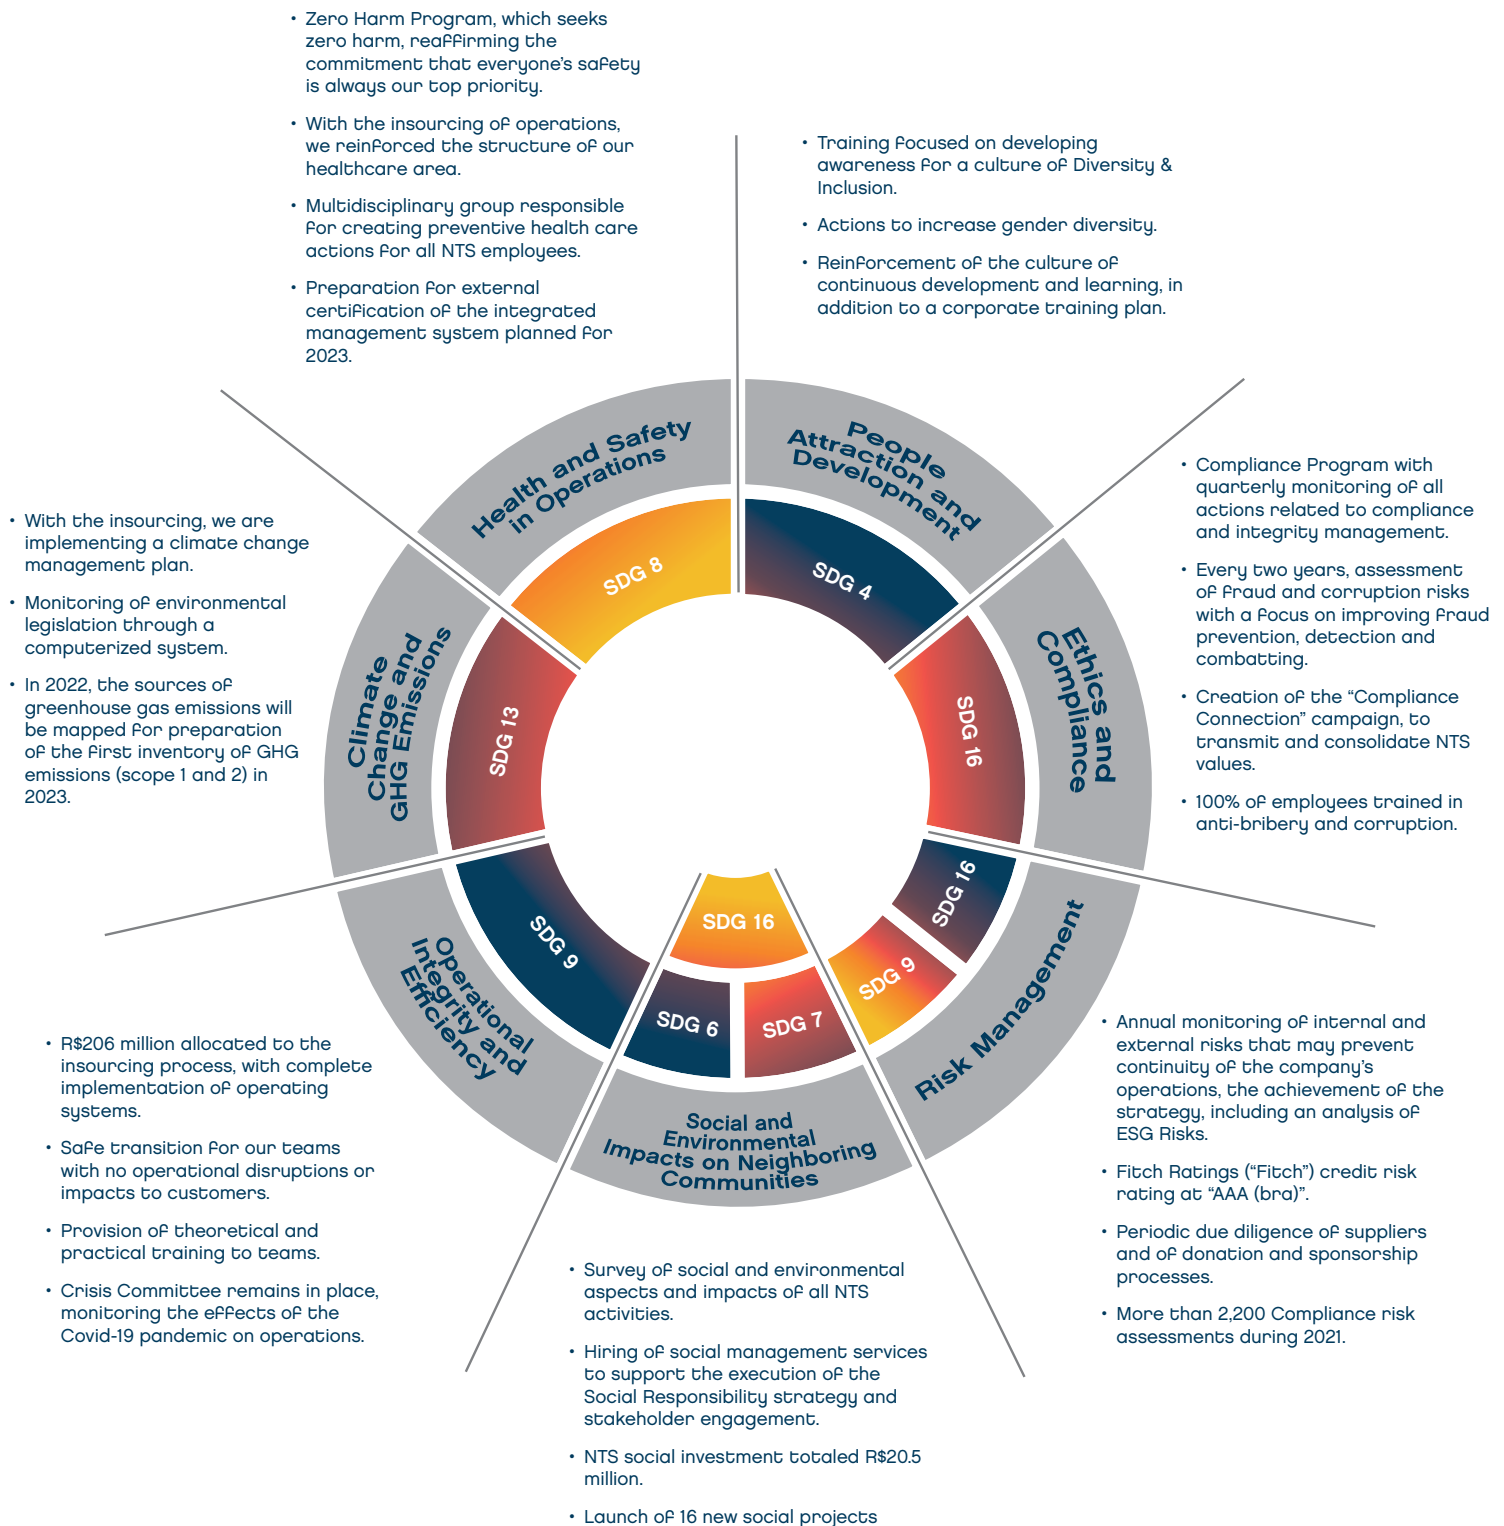 • Zero Harm Program, which seeks
zero harm, reaffirming the
commitment that everyone's safety
is always our top priority.
• With the insourcing of operations,
we reinforced the structure of our
healthcare area.
• Multidisciplinary group responsible
for creating preventive health care
actions for all NTS employees.
• Preparation for external
certification of the integrated
management system planned for
2023.
• Training focused on developing
awareness for a culture of Diversity &
Inclusion.
• Actions to increase gender diversity.
• Reinforcement of the culture of
continuous development and learning, in
addition to a corporate training plan.
Health and Safety
in Operations
SDG 8
People
Attraction and
Development
SDG 4
• Compliance Program with
quarterly monitoring of all
actions related to compliance
and integrity management.
• Every two years, assessment
of fraud and corruption risks
with a focus on improving fraud
prevention, detection and
combatting.
• Creation of the “Compliance
Connection” campaign, to
transmit and consolidate NTS
values.
• 100% of employees trained in
anti-bribery and corruption.
Ethics and
Compliance
SDG 16
• With the insourcing, we are
implementing a climate change
management plan.
• Monitoring of environmental
legislation through a
computerized system.
• In 2022, the sources of
greenhouse gas emissions will
be mapped for preparation
of the first inventory of GHG
emissions (scope 1 and 2) in
2023.
Climate
Change and
GHG Emissions
SDG 13
Operational
Integrity and
Efficiency
SDG 9
• R$206 million allocated to the
insourcing process, with complete
implementation of operating
systems.
• Safe transition for our teams
with no operational disruptions or
impacts to customers.
• Provision of theoretical and
practical training to teams.
• Crisis Committee remains in place,
monitoring the effects of the
Covid-19 pandemic on operations.
SDG 16
SDG 6
SDG 7
Social and
Environmental
Impacts on Neighboring
Communities
• Survey of social and environmental
aspects and impacts of all NTS
activities.
• Hiring of social management services
to support the execution of the
Social Responsibility strategy and
stakeholder engagement.
• NTS social investment totaled R$20.5
million.
• Launch of 16 new social projects
SDG 16
SDG 9
Risk Management
• Annual monitoring of internal and
external risks that may prevent
continuity of the company's
operations, the achievement of the
strategy, including an analysis of
ESG Risks.
• Fitch Ratings (“Fitch”) credit risk
rating at “AAA (bra)”.
• Periodic due diligence of suppliers
and of donation and sponsorship
processes.
• More than 2,200 Compliance risk
assessments during 2021.